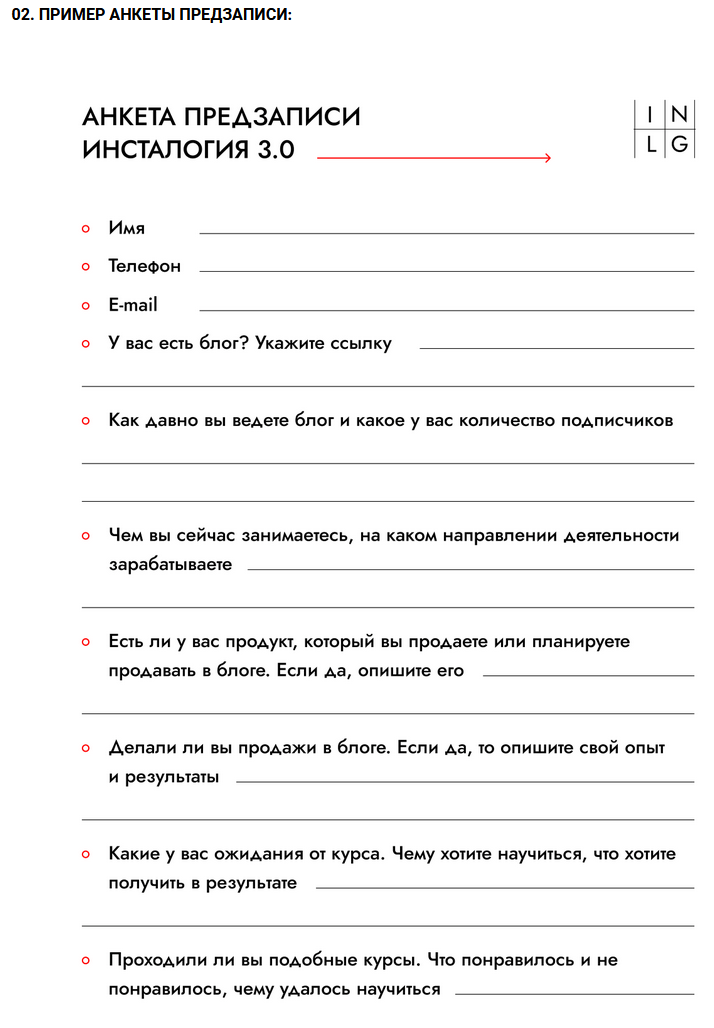 02. ПРИМЕР АНКЕТЫ ПРЕДЗАПИСИ:
АНКЕТА ПРЕДЗАПИСИ
ИНСТАЛОГИЯ 3.0
I N
L G
Имя
Телефон
E-mail
У вас есть блог? Укажите ссылку
Как давно вы ведете блог и какое у вас количество подписчиков
Чем вы сейчас занимаетесь, на каком направлении деятельности
зарабатываете
Есть ли у вас продукт, который вы продаете или планируете
продавать в блоге. Если да, опишите его
Делали ли вы продажи в блоге. Если да, то опишите свой опыт
и результаты
Какие у вас ожидания от курса. Чему хотите научиться, что хотите
получить в результате
Проходили ли вы подобные курсы. Что понравилось и не
понравилось, чему удалось научиться